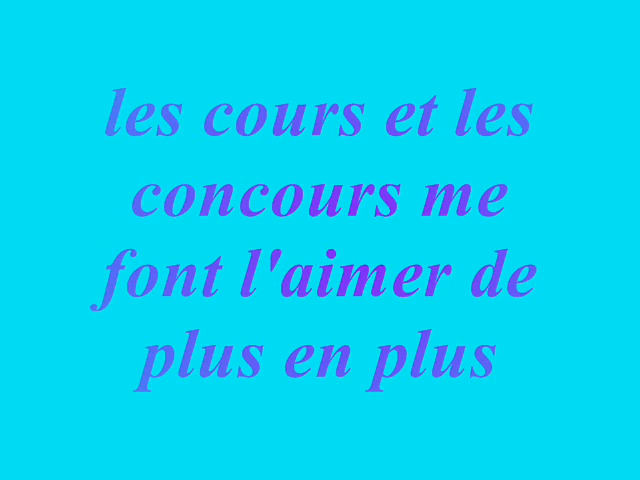 les cours et les
concours me
font l'aimer de
plus en plus